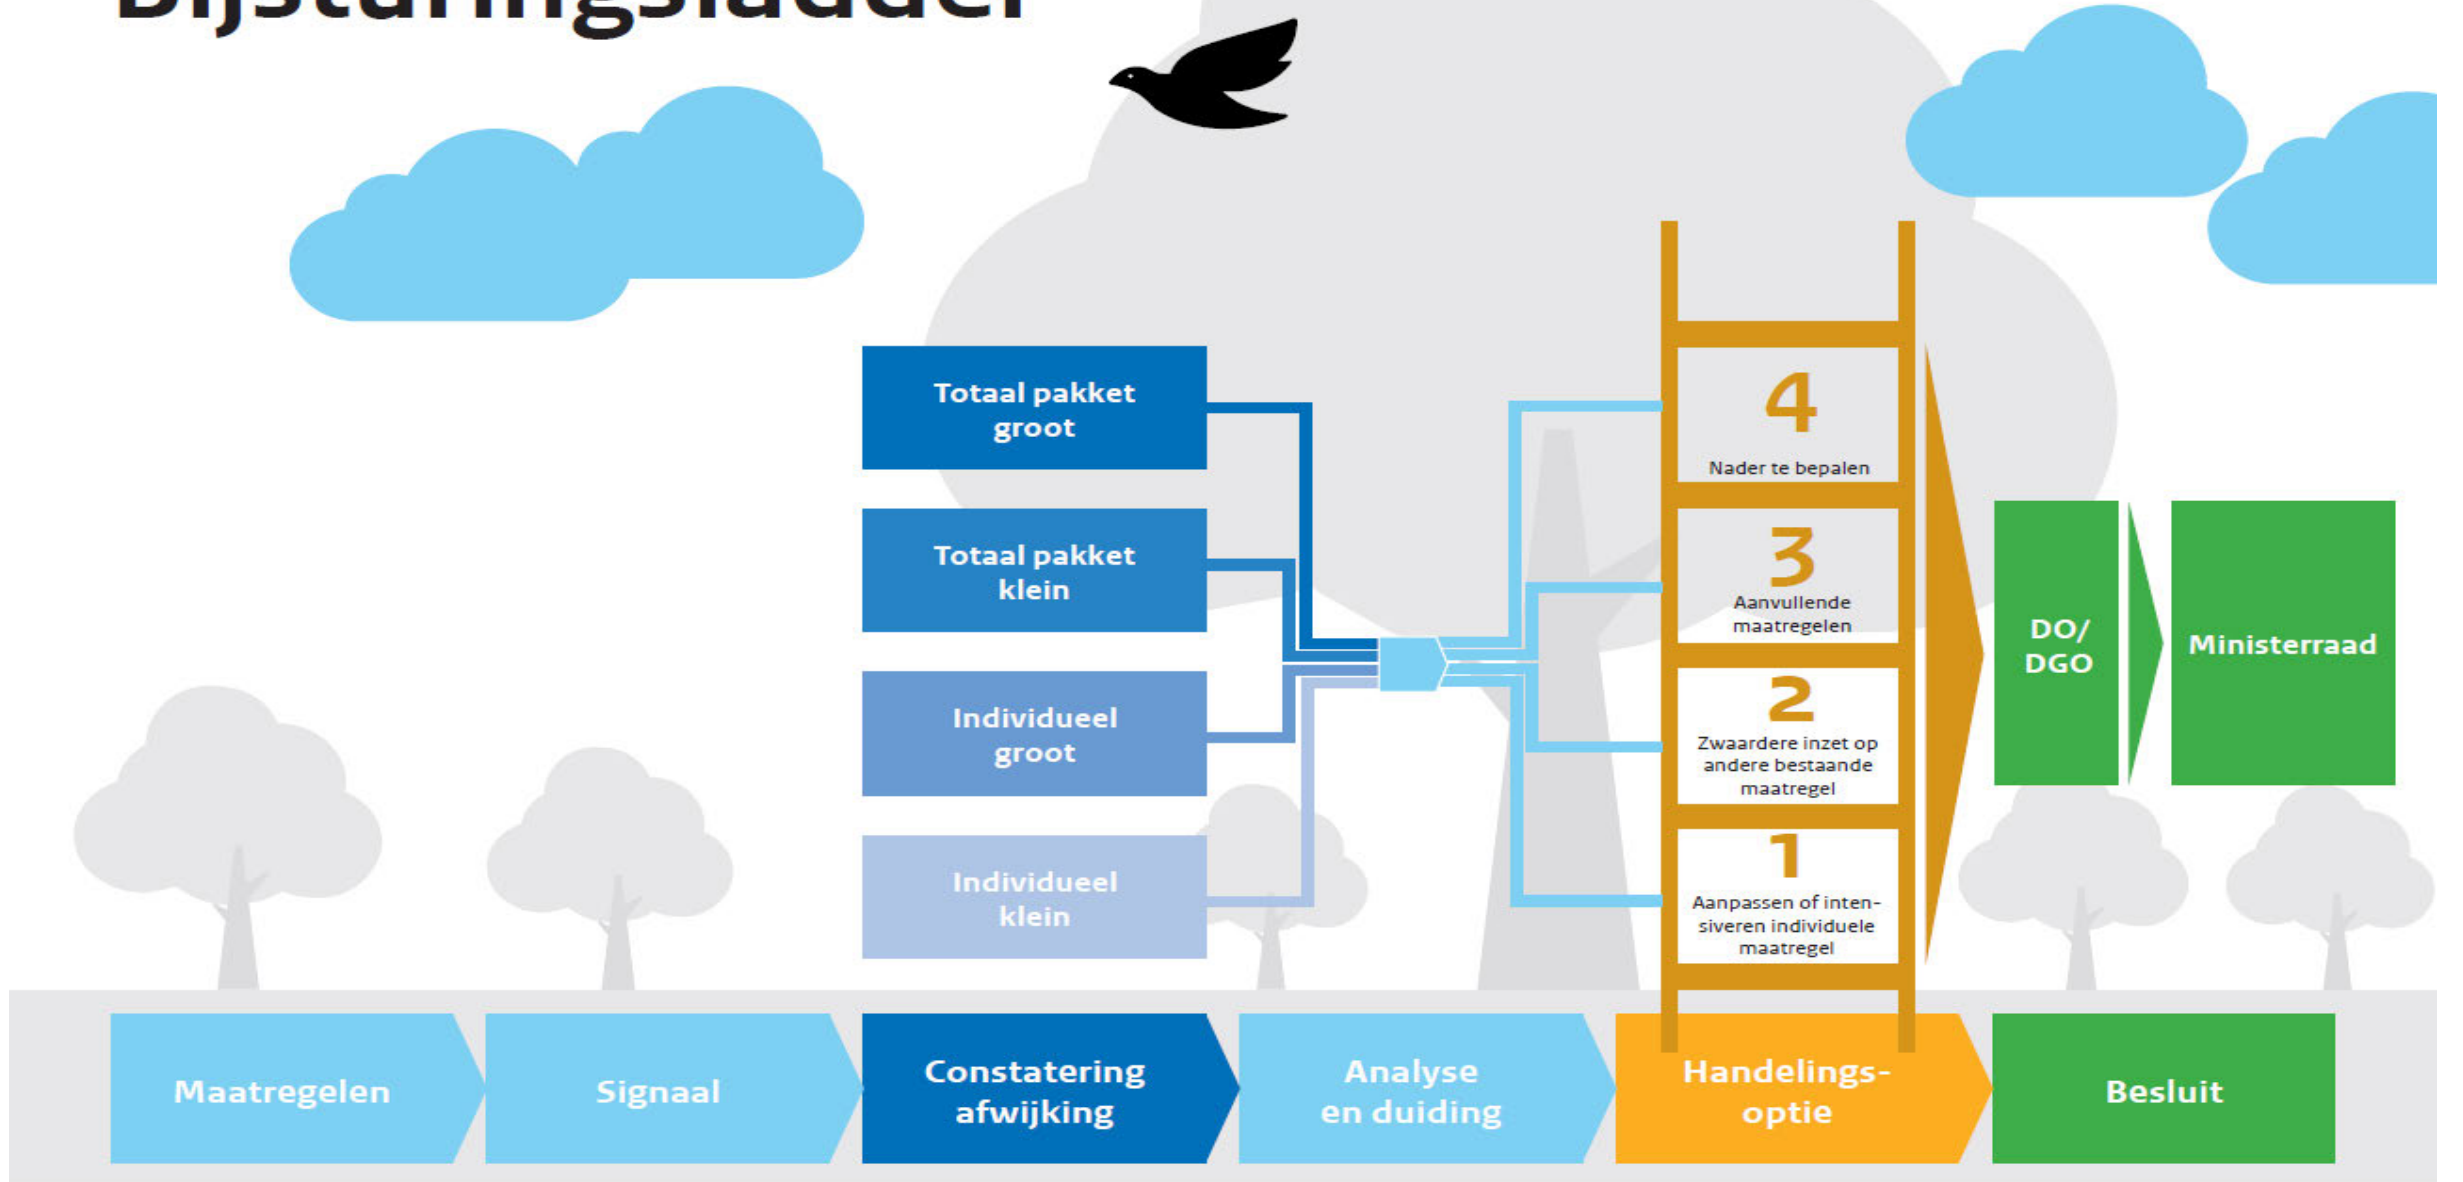 Bijsturingsladder
Totaal pakket
groot
Totaal pakket
klein
Individueel
groot
Individueel
klein
4
Nader te bepalen
3
Aanvullende
maatregelen
2
Zwaardere inzet op
andere bestaande
maatregel
1
Aanpassen of inten-
siveren individuele
maatregel
DO/
DGO
Ministerraad
Maatregelen
Signaal
Constatering
afwijking
Analyse
en duiding
Handelings-
optie
Besluit